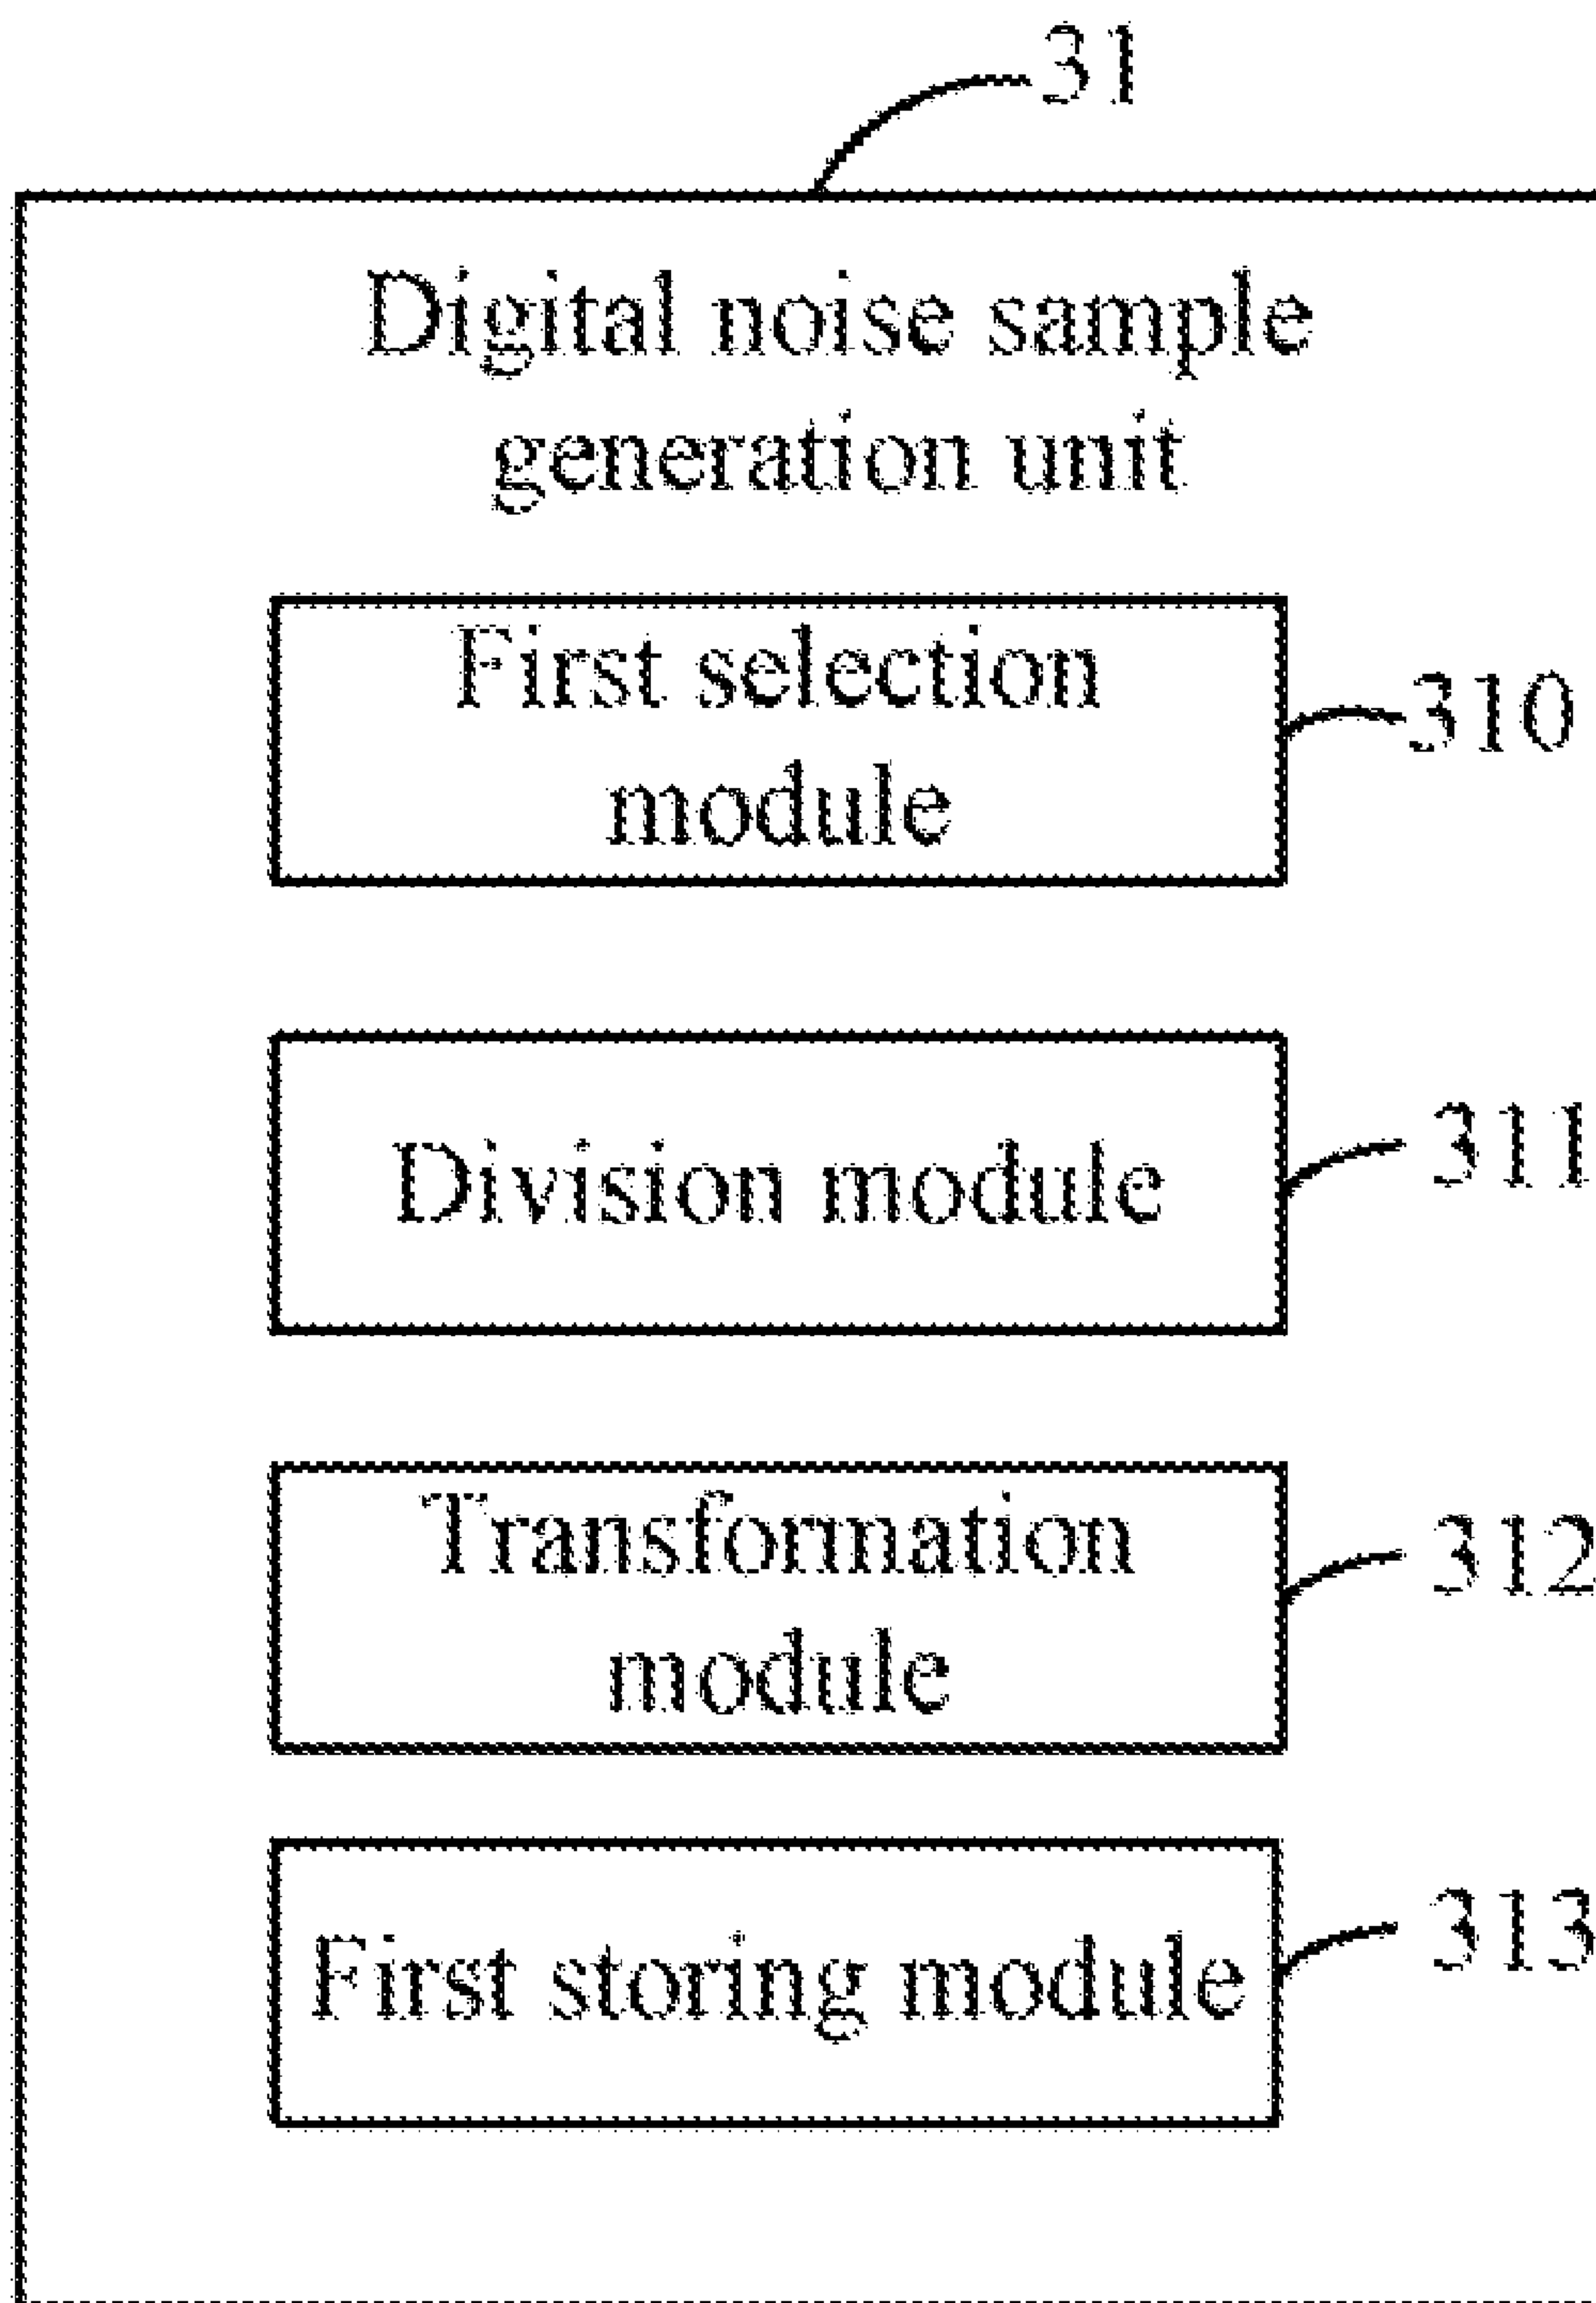 31
Digital noise sample
generation unit
First selection
module
310
Division module
311
Transformation
module
312
First storing module
313